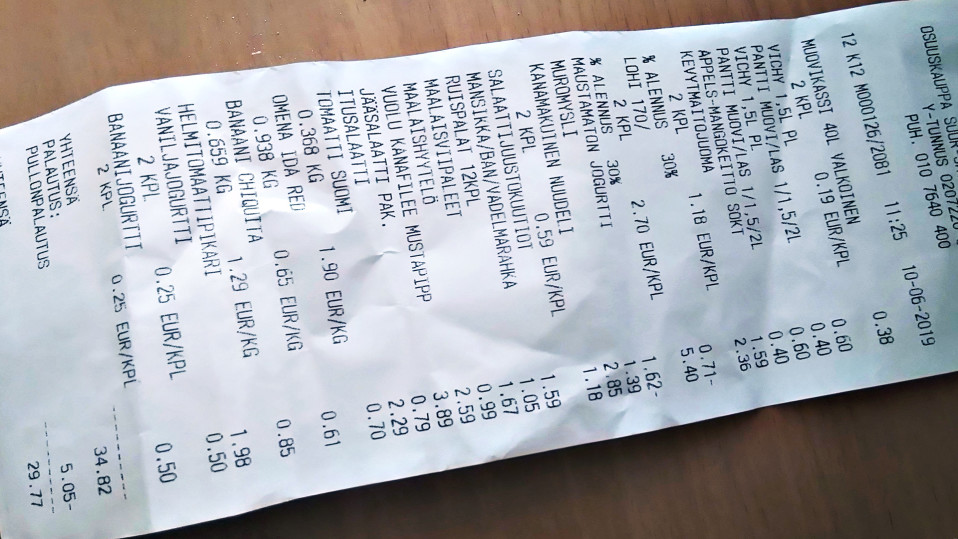 OSUUSKAUPPA
Y-TUNNUS
PUH. 010 7640 400
12 K12 M000126/2081 11:25 10-06-2019
MUOVIKASSI 40L VALKOINEN
2 KPL 0.19 EUR/KPL 0.38
VICHY 1,5L PL 0.60
PANTTI MUOVI/LAS 1/1,5/2L 0.40
VICHY 1.5L PL 0.60
PANTTI MUOVI/LAS 1/1,5/2L 0.40
APPELS-MANGOKEITTO SOKT 1.59
KEVYTMAITOJUOMA
2 KPL 1.18 EUR/KPL 2.36
% ALENNUS 30% 0.71-
LOHI 170/
2 KPL 2.70 EUR/KPL 5.40
% ALENNUS 30% 1.62-
MAUSTAMATON JOGURTTI 1.39
MUROMYSLI 2.85
KANAMAKUINEN NUUDELI
2 KPL 0.59 EUR/KPL 1.18
SALAATTIJUUSTOKUUTIOT 1.59
MANSIKKA/BAN/VADELMARAHKA 1.05
RUISPALAT 12KPL 1.67
MAALAISVIIPALEET 0.99
MAALAISHYYTELÖ 2.59
VUOLU KANAFILEE MUSTAPIPP 3.89
JÄÄSALAATTI PAK. 0.79
ITUSALAATTI 2.29
TOMAATTI SUOMI
0.368 KG 1.90 EUR/KG 0.70
OMENA IDA RED
0.938 KG 0.65 EUR/KG 0.61
BANAANI CHIQUITA
0.659 KG 1.29 EUR/KG 0.85
HELMITOMAATTIPIKARI 1.98
VANILJAJOGURTTI
2 KPL 0.25 EUR/KPL 0.50
BANAANIJOGURTTI
2 KPL 0.25 EUR/KPL 0.50
YHTEENSÄ 34.82
PALAUTUS:
PULLONPALAUTUS 5.05-
YHTEENSÄ 29.77